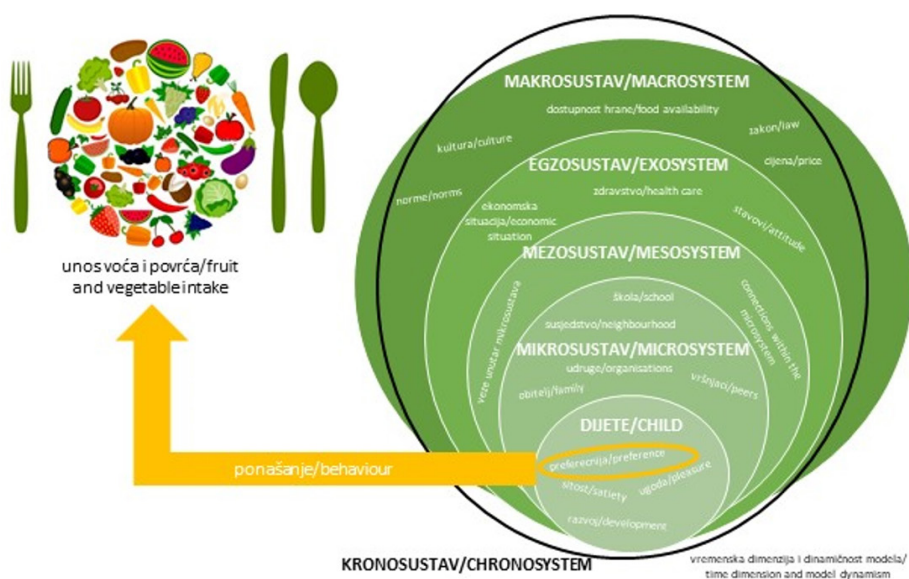 MAKROSUSTAV/MACROSYSTEM
dostupnost hrane/food availability
kultura/culture
zakon/law
cijena/price
norme/norms
stavovi/attitude
EGZOSUSTAV/EXOSYSTEM
zdravstvo/health care
ekonomska
situacija/economic
situation
MEZOSUSTAV/MESOSYSTEM
veze unutar mikrosustava
connections within the
microsystem
škola/school
susjedstvo/neighbourhood
MIKROSUSTAV/MICROSYSTEM
udruge/organisations
obitelj/family
vršnjaci/peers
DIJETE/CHILD
preferecnija/preference
sitost/satiety
ugoda/pleasure
razvoj/development
unos voća i povrća/fruit
and vegetable intake
ponašanje/behaviour
KRONOSUSTAV/CHRONOSYSTEM
vremenska dimenzija i dinamičnost modela/
time dimension and model dynamism